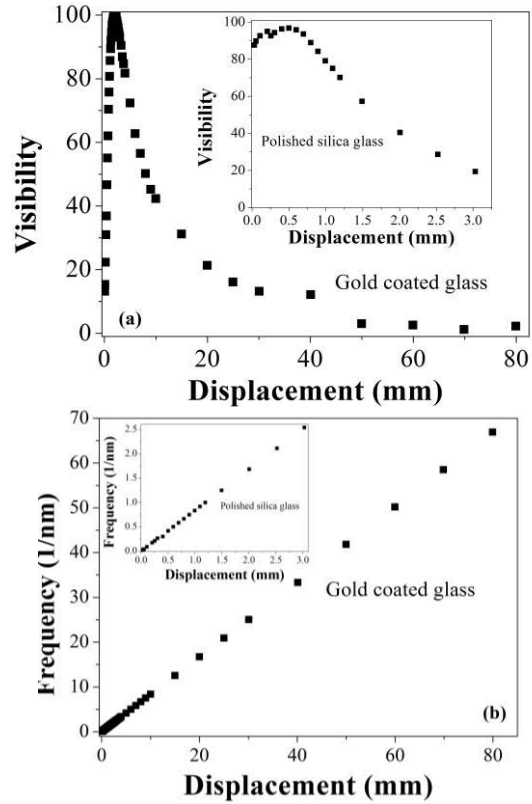 100
80
60
40
20
0
Visibility
100
80
60
40
20
0
Visibility
Polished silica glass
0.0 0.5 1.0 1.5 2.0 2.5 3.0
Displacement (mm)
Gold coated glass
(a)
0 20 40 60 80
Displacement (mm)
70
60
50
40
30
20
10
0
Frequency (1/nm)
2.5
2.0
1.5
1.0
0.5
0.0
Frequency (1/nm)
Polished silica glass
0.0 0.5 1.0 1.5 2.0 2.5 3.0
Displacement (mm)
Gold coated glass
(b)
0 20 40 60 80
Displacement (mm)